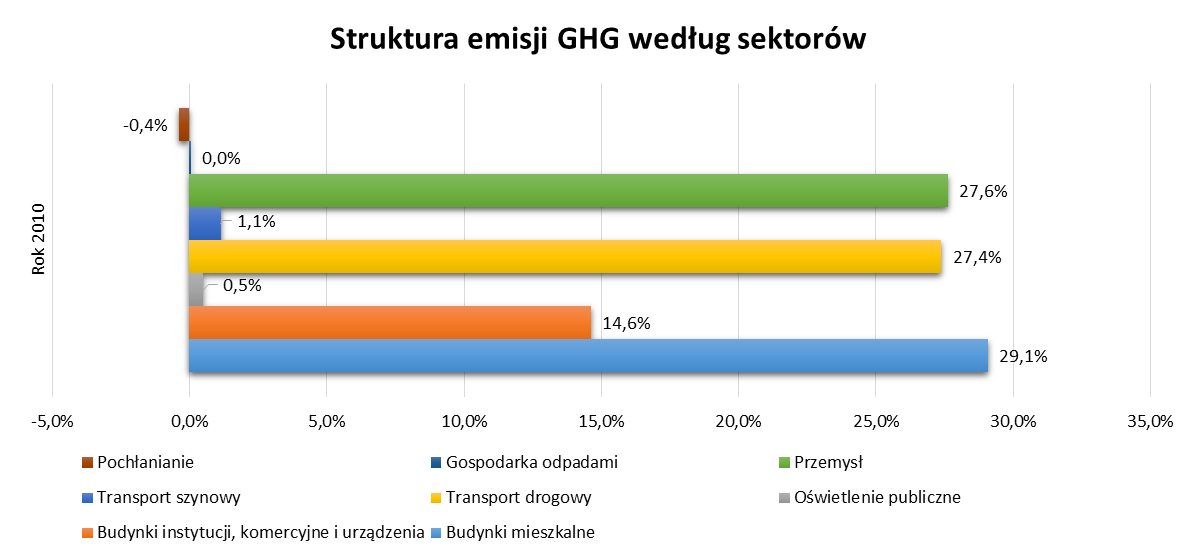 Struktura emisji GHG według sektorów
-0,4%
0,0%
27,6%
1,1%
27,4%
0,5%
14,6%
29,1%
Rok 2010
-5,0% 0,0% 5,0% 10,0% 15,0% 20,0% 25,0% 30,0% 35,0%
Pochłanianie Gospodarka odpadami Przemysł
Transport szynowy Transport drogowy Oświetlenie publiczne
Budynki instytucji, komercyjne i urządzenia Budynki mieszkalne